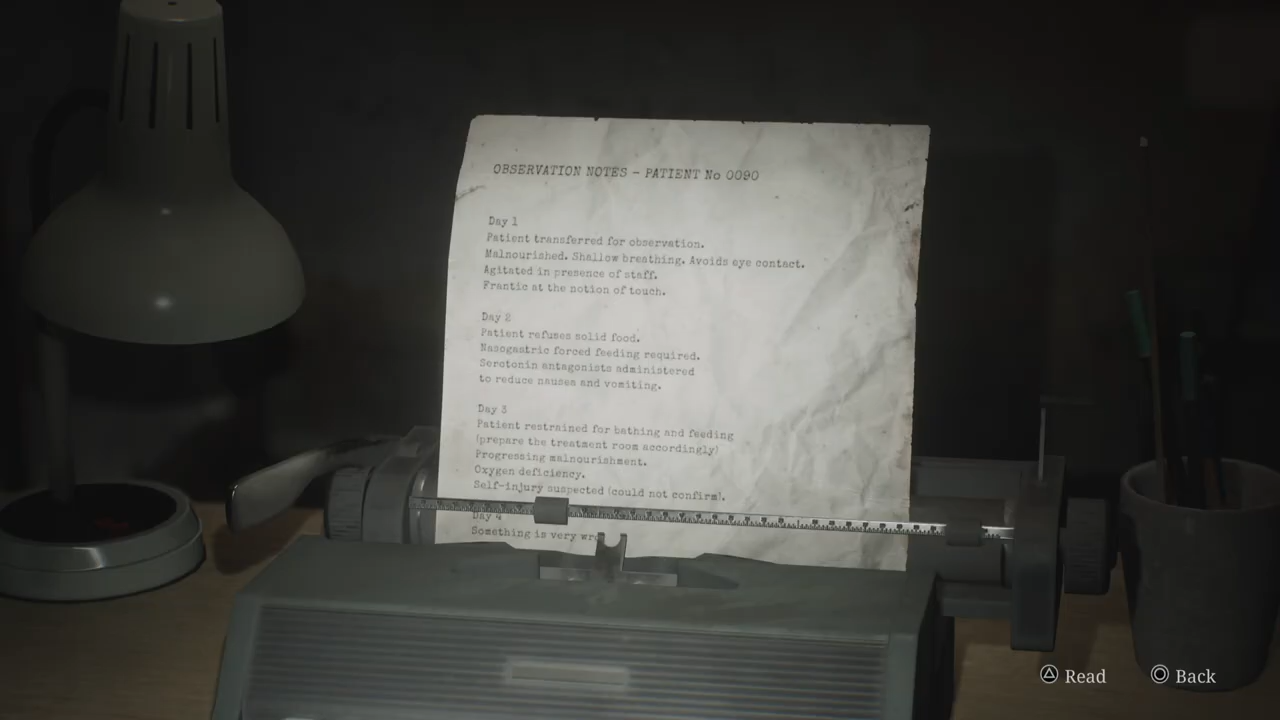 OBSERVATION NOTES - PATIENT No 0090
Day 1
Patient transferred for observation.
Malnourished. Shallow breathing. Avoids eye contact.
Agitated in presence of staff.
Frantic at the notion of touch.
Day 2
Patient refuses solid food.
Nasogastric forced feeding required.
Serotonin antagonists administered
to reduce nausea and vomiting.
Day 3
Patient restrained for bathing and feeding
(prepare the treatment room accordingly)
Progressing malnourishment.
Oxygen deficiency.
Self-injury suspected (could not confirm).
Day 4
Something is very
Read
Back